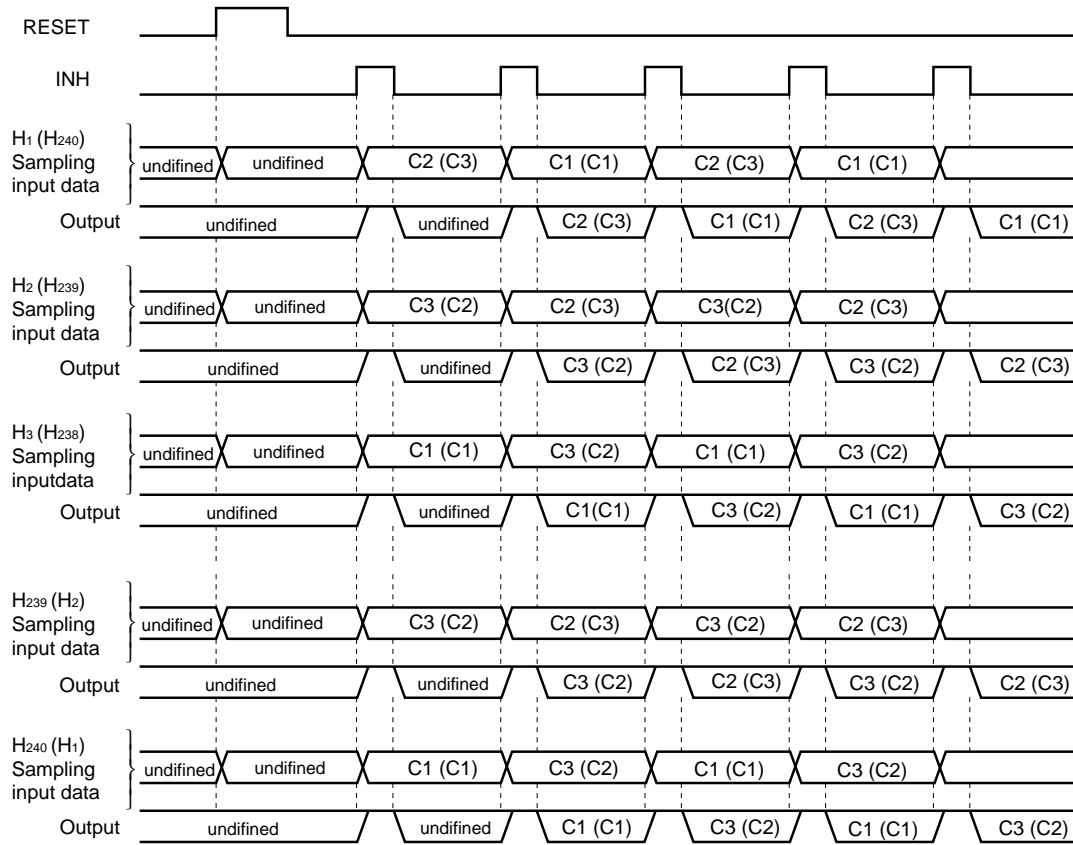 RESET
INH
H1 (H240)
Sampling
input data
undifined undifined C2 (C3) C1 (C1) C2 (C3) C1 (C1)
Output undifined undifined C2 (C3) C1 (C1) C2 (C3) C1 (C1)
H2 (H239)
Sampling
input data
undifined undifined C3 (C2) C2 (C3) C3(C2) C2 (C3)
Output undifined undifined C3 (C2) C2 (C3) C3 (C2) C2 (C3)
H3 (H238)
Sampling
inputdata
undifined undifined C1 (C1) C3 (C2) C1 (C1) C3 (C2)
Output undifined undifined C1(C1) C3 (C2) C1 (C1) C3 (C2)
H239 (H2)
Sampling
input data
undifined undifined C3 (C2) C2 (C3) C3 (C2) C2 (C3)
Output undifined undifined C3 (C2) C2 (C3) C3 (C2) C2 (C3)
H240 (H1)
Sampling
input data
undifined undifined C1 (C1) C3 (C2) C1 (C1) C3 (C2)
Output undifined undifined C1 (C1) C3 (C2) C1 (C1) C3 (C2)